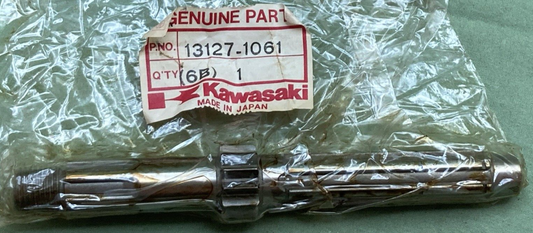 GENUINE PART
P.NO. 13127-1061
Q'TY (6B) 1
Kawasaki
MADE IN JAPAN